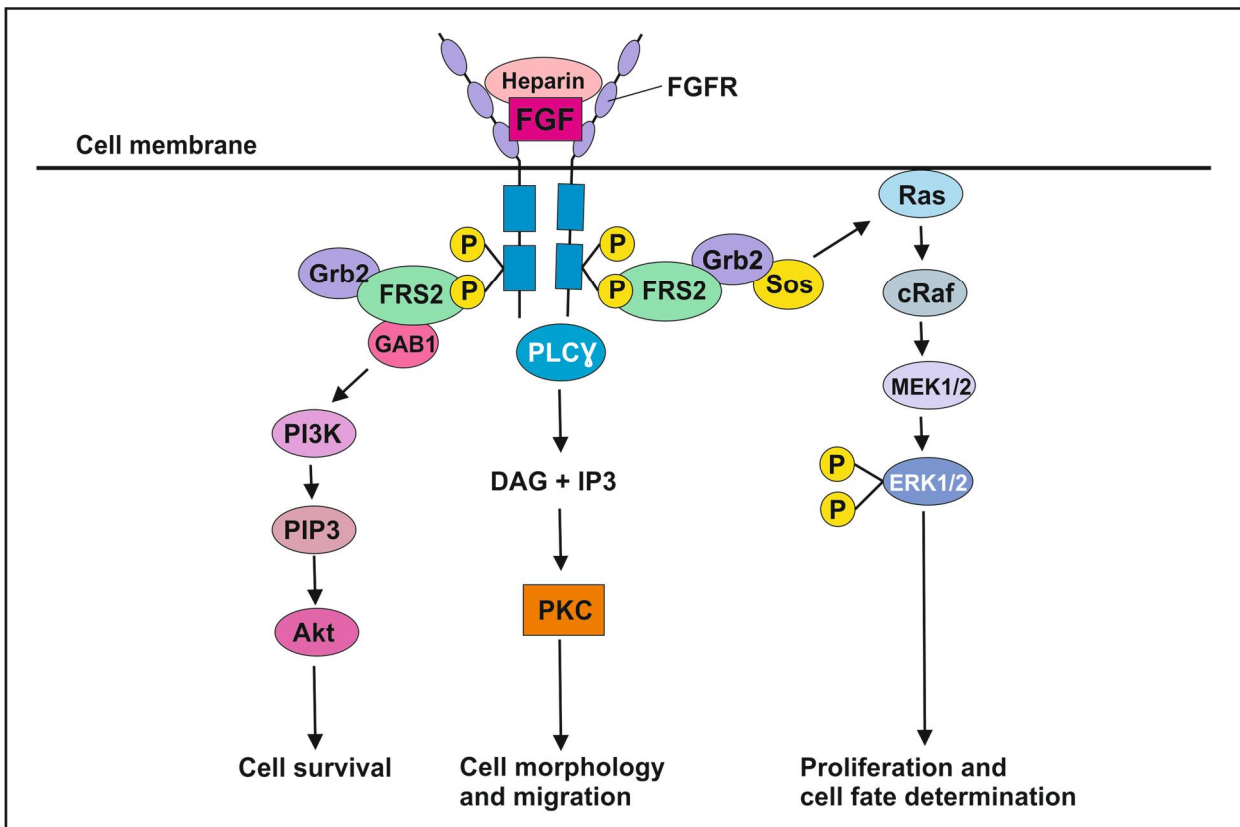 Heparin
FGF
FGFR
Cell membrane
Ras
P
P
Grb2
FRS2
P
GAB1
P
FRS2
Grb2
Sos
cRaf
PLCɣ
MEK1/2
PI3K
DAG + IP3
P
P
ERK1/2
PIP3
PKC
Akt
Cell survival
Cell morphology
and migration
Proliferation and
cell fate determination